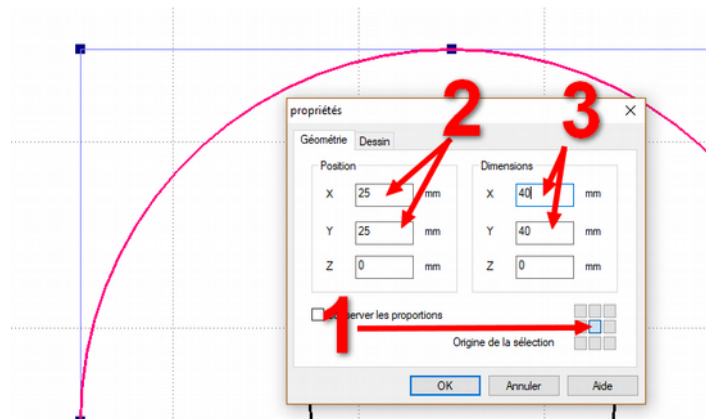 2 3
propriétés
Géométrie Dessin
Position Dimensions
X 25 mm X 40 mm
Y 25 mm Y 40 mm
Z 0 mm Z 0 mm
1 les proportions
Origine de la sélection
OK Annuler Aide